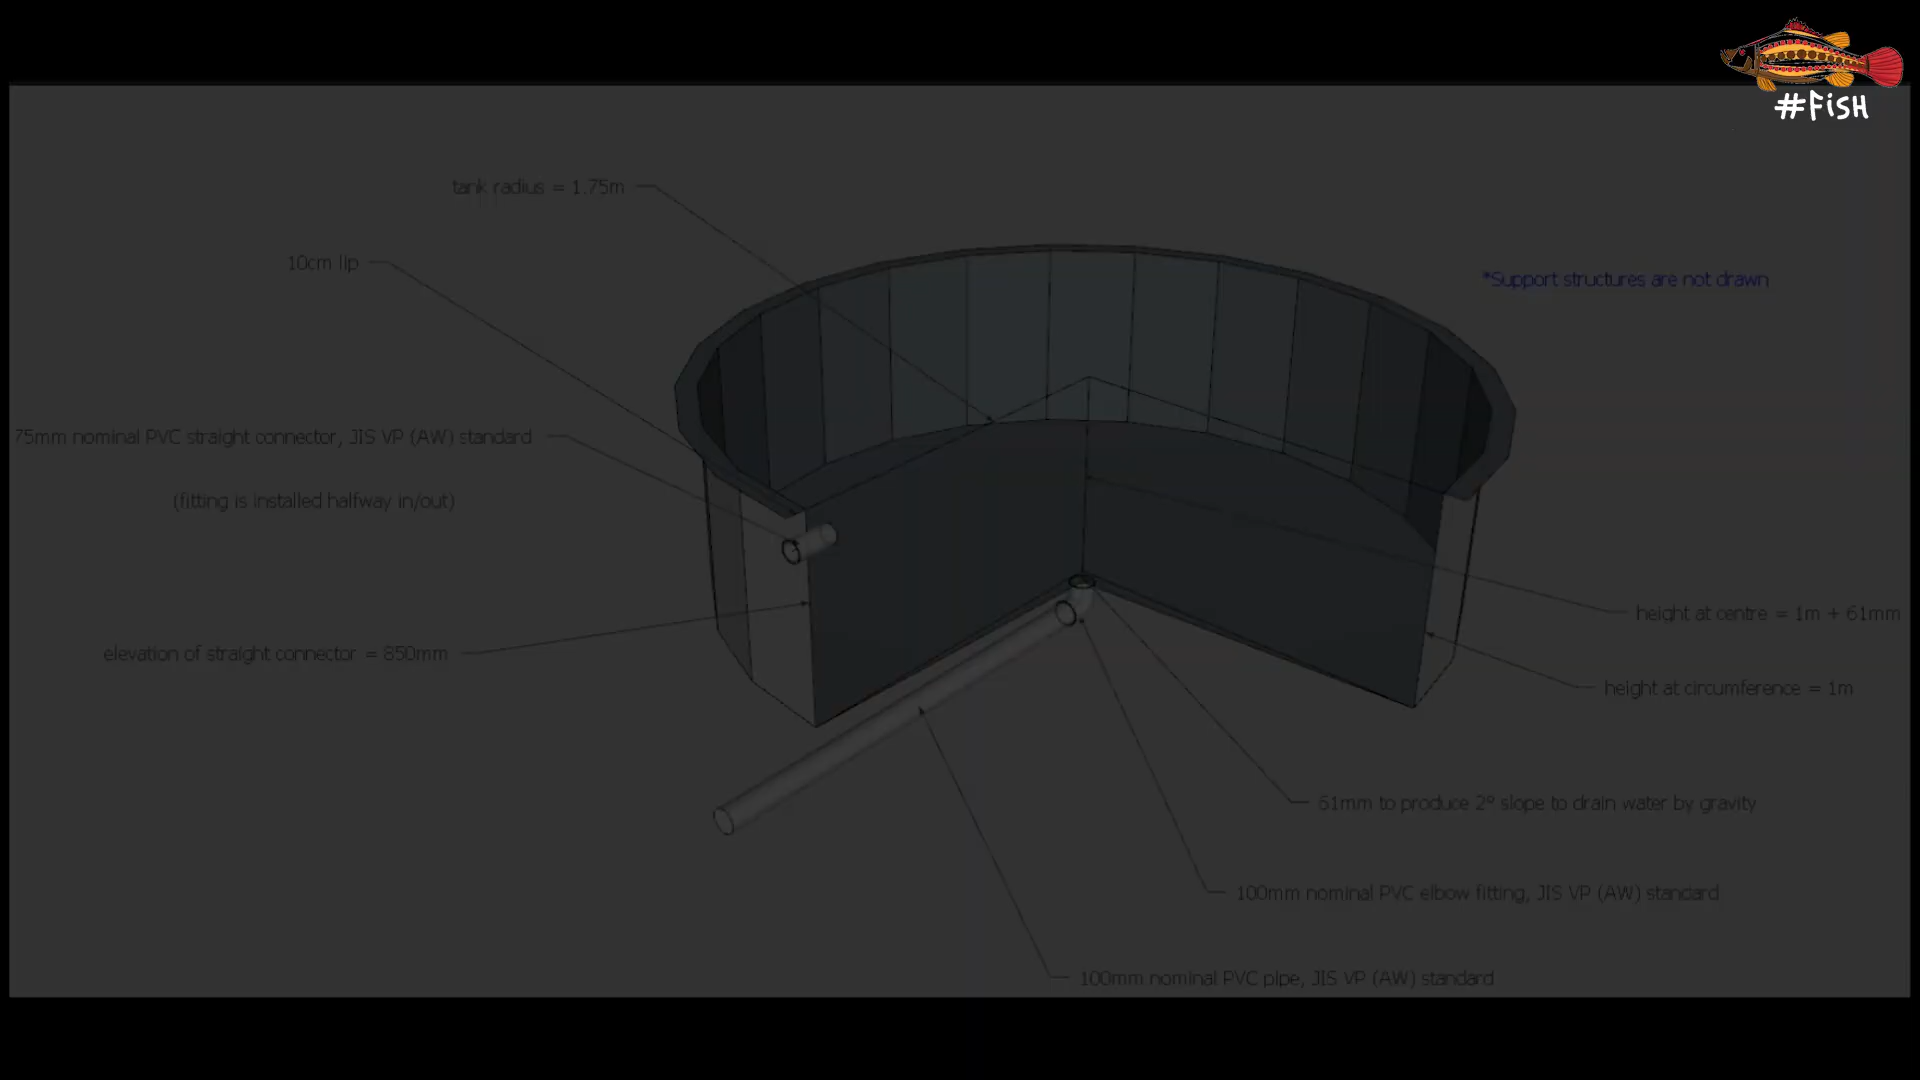 #FiSH
tank radius = 1.75m
10cm lip
*Support structures are not drawn
75mm nominal PVC straight connector, JIS VP (AW) standard
(fitting is installed halfway in/out)
height at centre = 1m + 61mm
elevation of straight connector = 850mm
height at circumference = 1m
61mm to produce 2° slope to drain water by gravity
100mm nominal PVC elbow fitting, JIS VP (AW) standard
100mm nominal PVC pipe, JIS VP (AW) standard